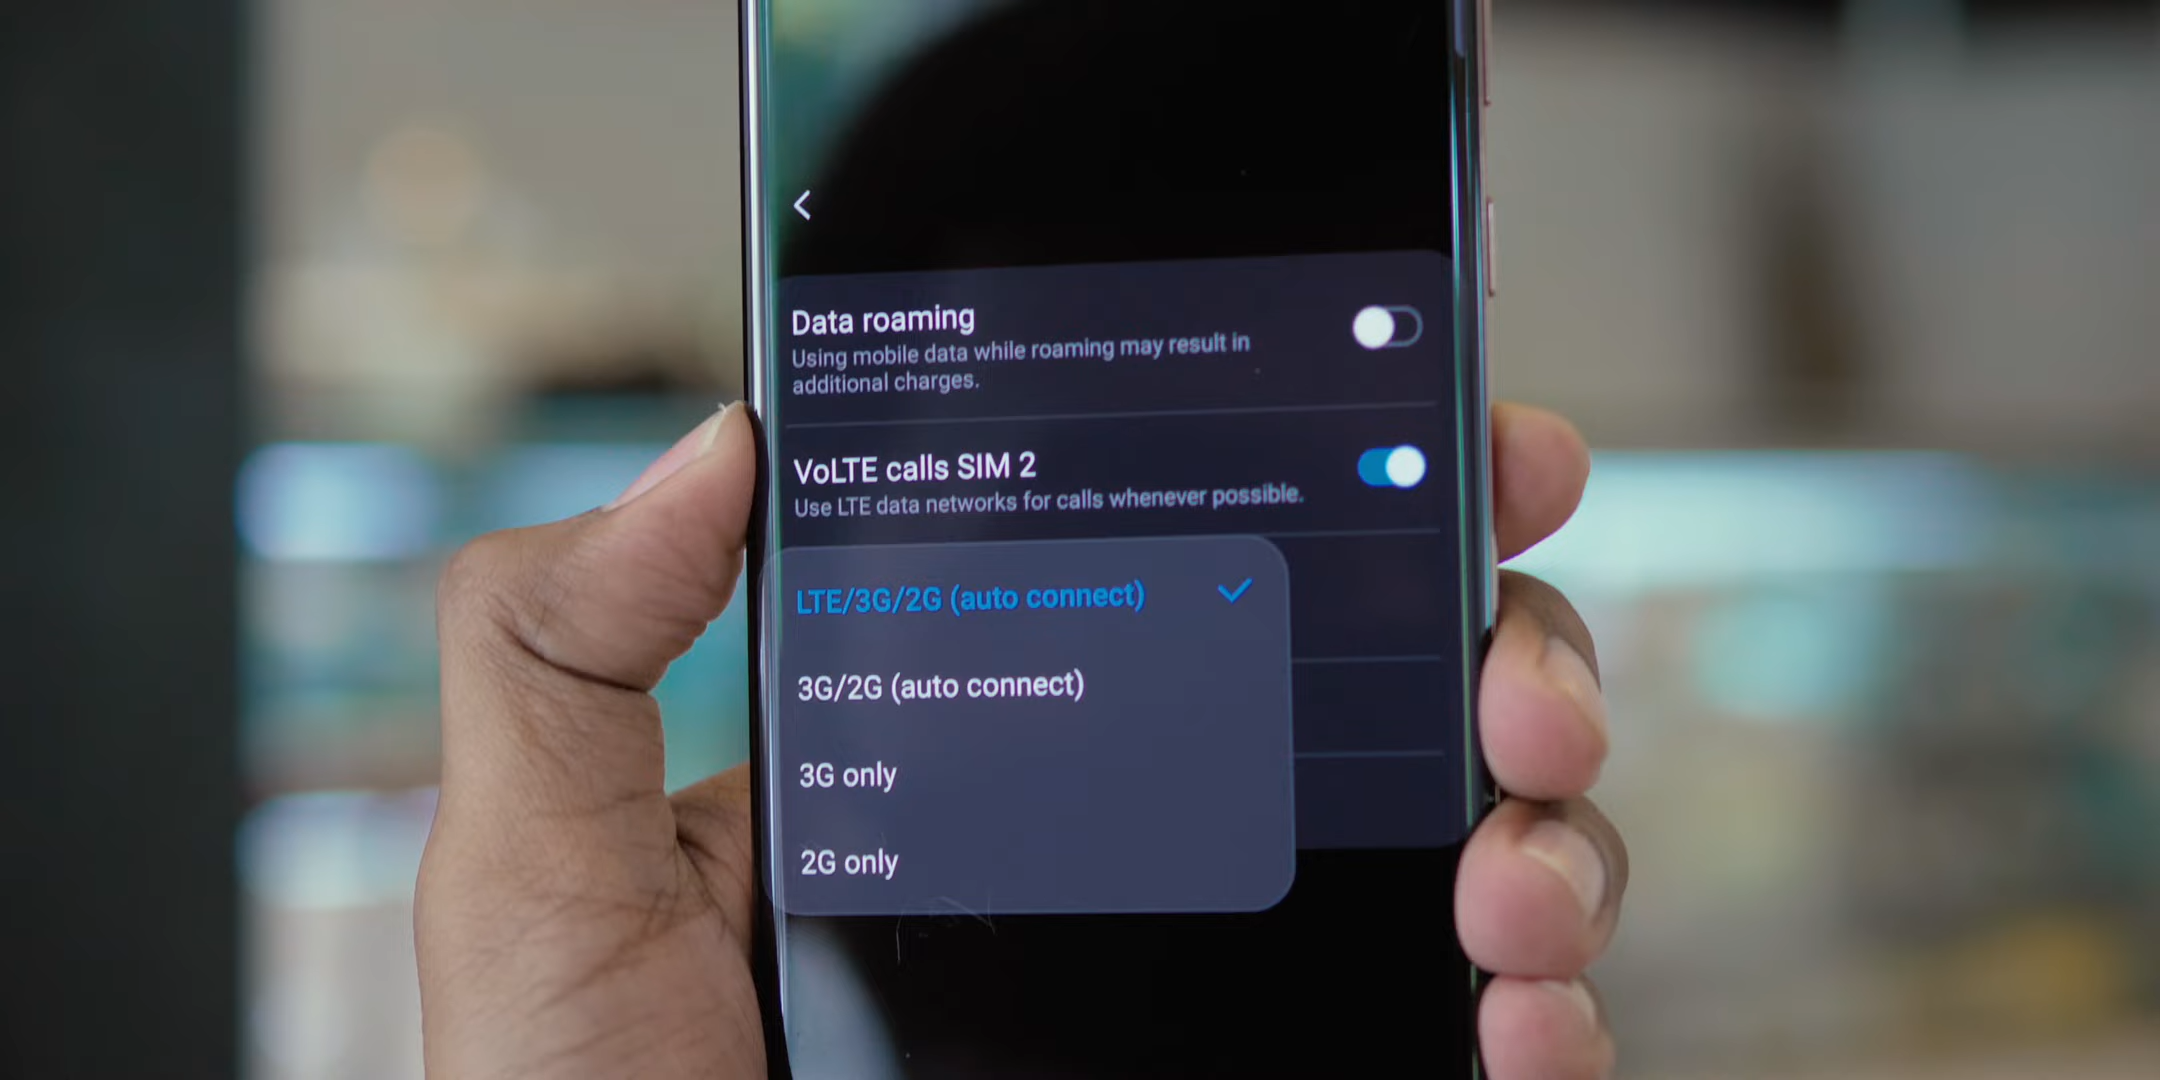 Data roaming
Using mobile data while roaming may result in
additional charges.
VoLTE calls SIM 2
Use LTE data networks for calls whenever possible.
LTE/3G/2G (auto connect)
3G/2G (auto connect)
3G only
2G only